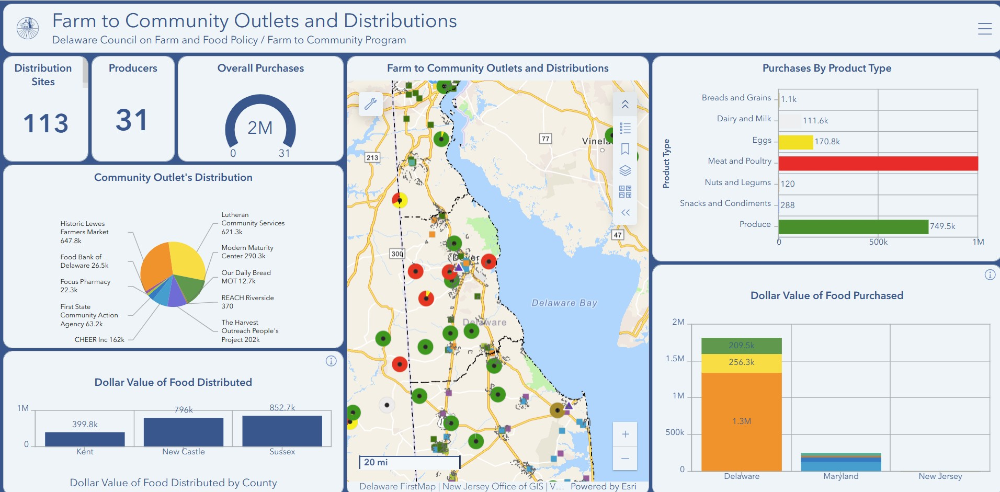 Farm to Community Outlets and Distributions
Delaware Council on Farm and Food Policy / Farm to Community Program
Distribution
Sites
113
Producers
31
Overall Purchases
2M
0
31
Community Outlet's Distribution
Historic Lewes
Farmers Market
647.8k
Food Bank of
Delaware 26.5k
Focus Pharmacy
22.3k
First State
Community Action
Agency 63.2k
CHEER Inc 162k
Lutheran
Community Services
621.3k
Modern Maturity
Center 290.3k
Our Daily Bread
MOT 12.7k
REACH Riverside
370
The Harvest
Outreach People's
Project 202k
Dollar Value of Food Distributed
1M
0
399.8k
796k
852.7k
Kent
New Castle
Sussex
Dollar Value of Food Distributed by County
Farm to Community Outlets and Distributions
213
77
Vinela
47
300
Delaware Bay
Delaware
20 mi
Delaware FirstMap | New Jersey Office of GIS | V...
Powered by Esri
Purchases By Product Type
Product Type
Breads and Grains
1.1k
Dairy and Milk
111.6k
Eggs
170.8k
Meat and Poultry
Nuts and Legums
120
Snacks and Condiments
288
Produce
749.5k
0
500k
1M
Dollar Value of Food Purchased
2M
1.5M
1M
500k
0
209.5k
256.3k
1.3M
Delaware
Maryland
New Jersey